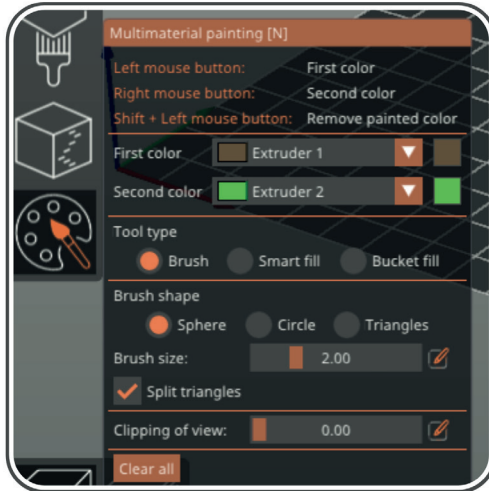 Multimaterial painting [N]
Left mouse button: First color
Right mouse button: Second color
Shift + Left mouse button: Remove painted color
First color Extruder 1
Second color Extruder 2
Tool type
Brush Smart fill Bucket fill
Brush shape
Sphere Circle Triangles
Brush size: 2.00
Split triangles
Clipping of view: 0.00
Clear all